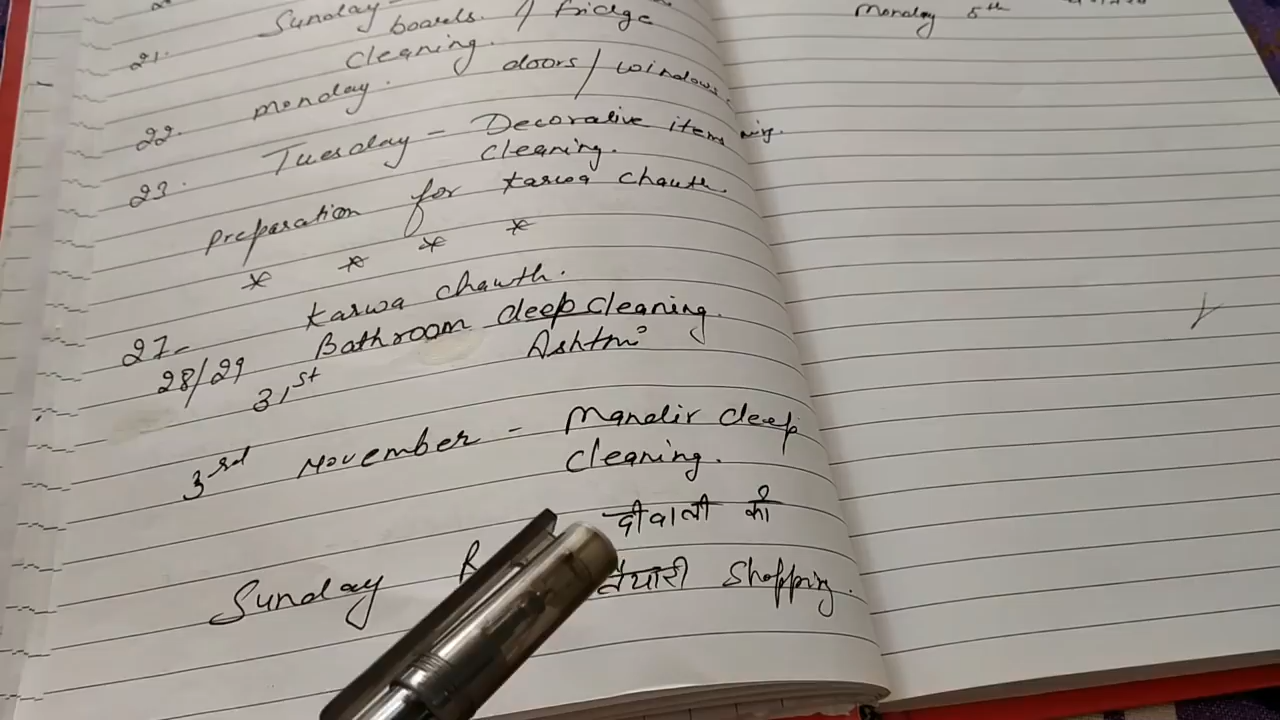 21. Sunday -
boards. / fridge
cleaning.
22. monday. doors / windows
23. Tuesday - Decorative items
cleaning.
preparation for karwa chauth.
* * * *
27- karwa chauth.
28/29 Bathroom deep cleaning.
31st Ashtmi
3rd November - Mandir deep
cleaning.
दीवाली की
Sunday तैयारी Shopping.
Monday 5th